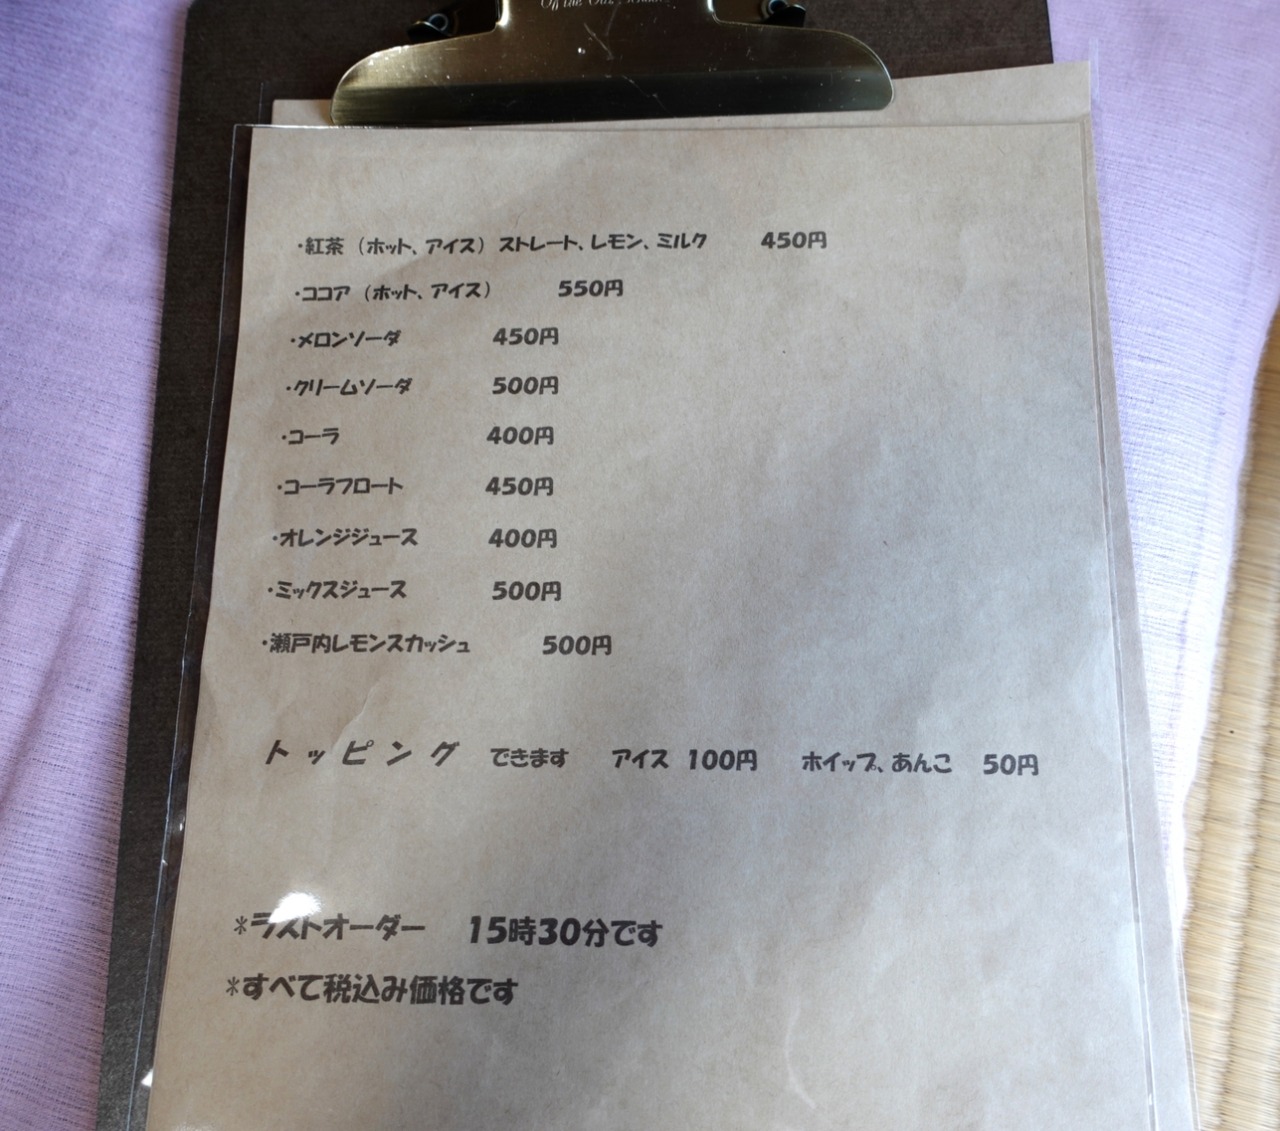 ・紅茶（ホット、アイス）ストレート、レモン、ミルク 450円
・ココア（ホット、アイス） 550円
・メロンソーダ 450円
・クリームソーダ 500円
・コーラ 400円
・コーラフロート 450円
・オレンジジュース 400円
・ミックスジュース 500円
・瀬戸内レモンスカッシュ 500円
トッピング できます アイス 100円 ホイップ、あんこ 50円
*ラストオーダー 15時30分です
*すべて税込み価格です